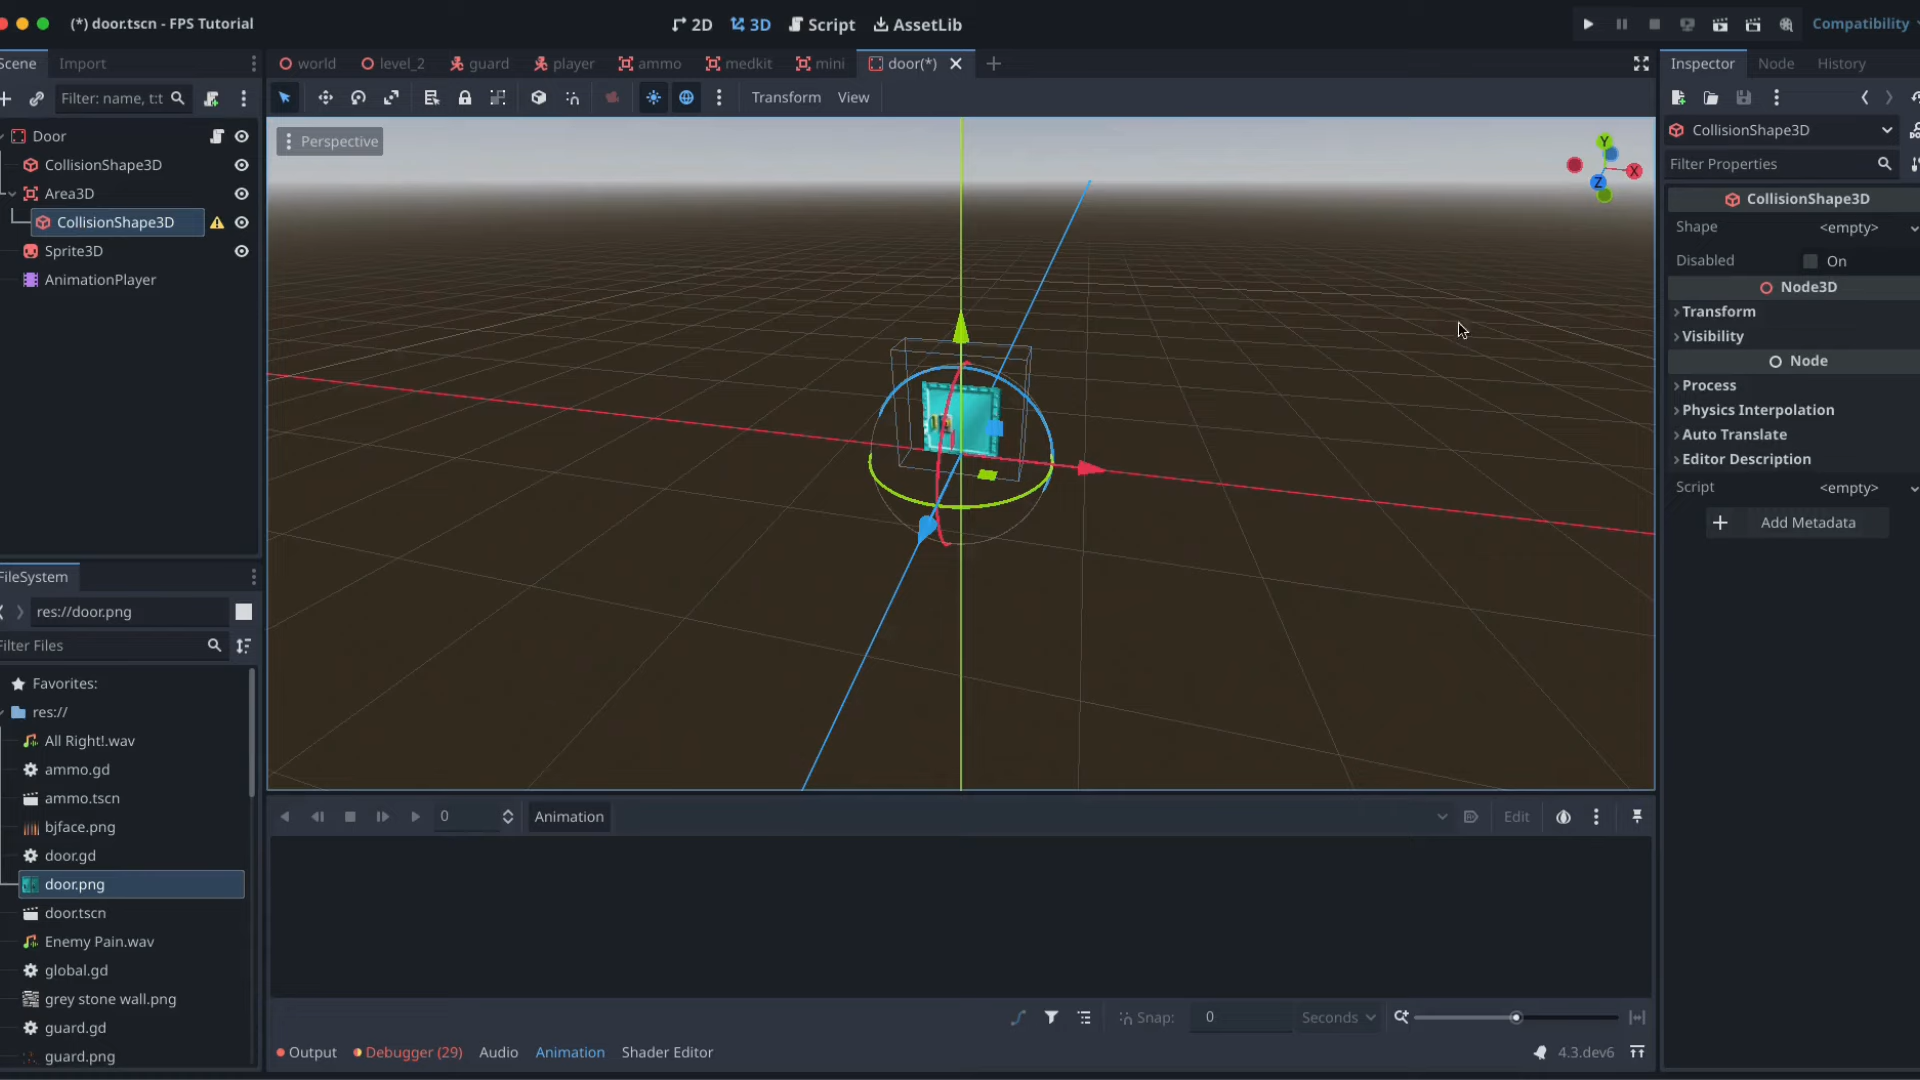 (*) door.tscn - FPS Tutorial
2D
3D
Script
AssetLib
Compatibility
Scene
Import
world
level_2
guard
player
ammo
medkit
mini
door(*)
Inspector
Node
History
Filter: name, t:t
Transform
View
Door
CollisionShape3D
Area3D
CollisionShape3D
Sprite3D
AnimationPlayer
Perspective
Y
X
Z
CollisionShape3D
Filter Properties
CollisionShape3D
Shape
<empty>
Disabled
On
Node3D
Transform
Visibility
Node
Process
Physics Interpolation
Auto Translate
Editor Description
Script
<empty>
Add Metadata
FileSystem
res://door.png
Filter Files
Favorites:
res://
All Right!.wav
ammo.gd
ammo.tscn
bjface.png
door.gd
door.png
door.tscn
Enemy Pain.wav
global.gd
grey stone wall.png
guard.gd
guard.png
0
Animation
Edit
Snap:
0
Seconds
Output
Debugger (29)
Audio
Animation
Shader Editor
4.3.dev6